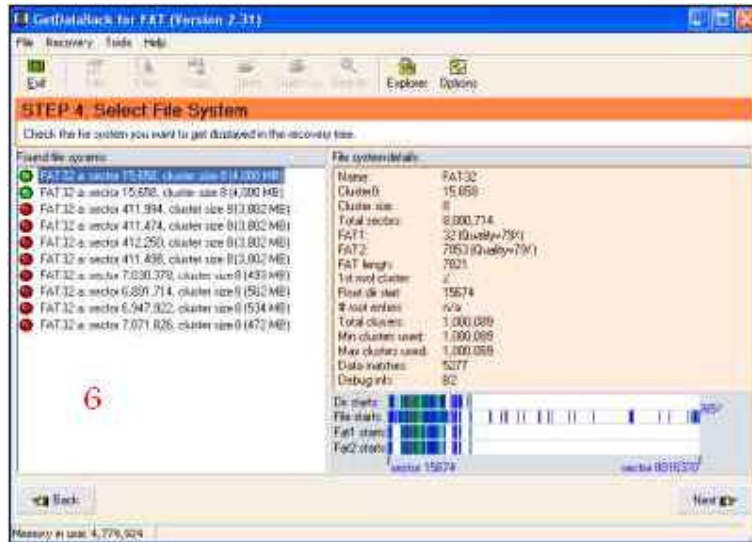 GetDataBack for FAT (Version 2.31)
File Recovery Tools Help
Exit Explorer Options
STEP 4: Select File System
Check the file system you want to get displayed in the recovery tree.
Found file systems
FAT32 at sector 15,658, cluster size 8 (4,000 MB)
FAT32 at sector 15,658, cluster size 8 (4,000 MB)
FAT32 at sector 411,994, cluster size 8 (3,802 MB)
FAT32 at sector 411,474, cluster size 8 (3,802 MB)
FAT32 at sector 412,250, cluster size 8 (3,802 MB)
FAT32 at sector 411,498, cluster size 8 (3,802 MB)
FAT32 at sector 7,030,378, cluster size 8 (493 MB)
FAT32 at sector 6,891,714, cluster size 8 (562 MB)
FAT32 at sector 6,947,922, cluster size 8 (534 MB)
FAT32 at sector 7,071,826, cluster size 8 (472 MB)
6
File system details
Name: FAT32
Cluster0: 15,658
Cluster size: 8
Total sectors: 8,000,714
FAT1: 32 (Quality=79%)
FAT2: 7853 (Quality=79%)
FAT length: 7821
1st root cluster: 2
Root dir start: 15674
# root entries: n/a
Total clusters: 1,000,089
Min clusters used: 1,000,089
Max clusters used: 1,000,089
Data matches: 5277
Debug info: 82
Dir starts:
File starts:
Fat1 starts:
Fat2 starts:
sector 15674 sector 8016370
Back Next
Memory in use: 4,779,924